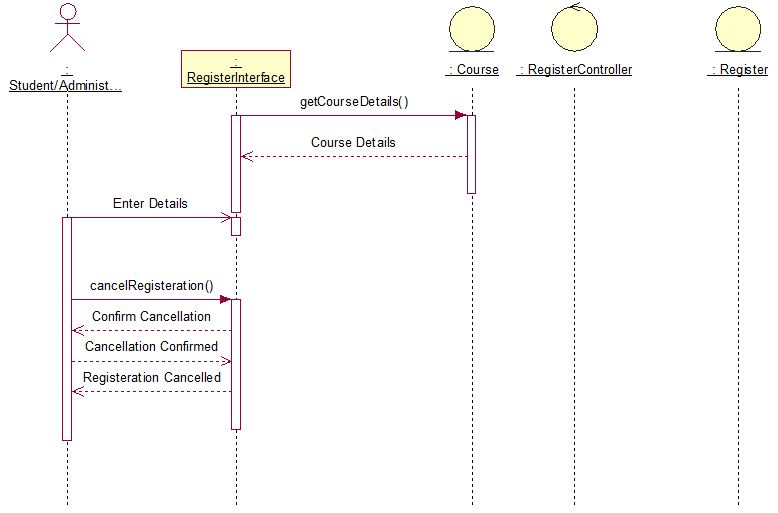 :
Student/Administ...
:
RegisterInterface
: Course
: RegisterController
: Register
getCourseDetails()
Course Details
Enter Details
cancelRegisteration()
Confirm Cancellation
Cancellation Confirmed
Registeration Cancelled